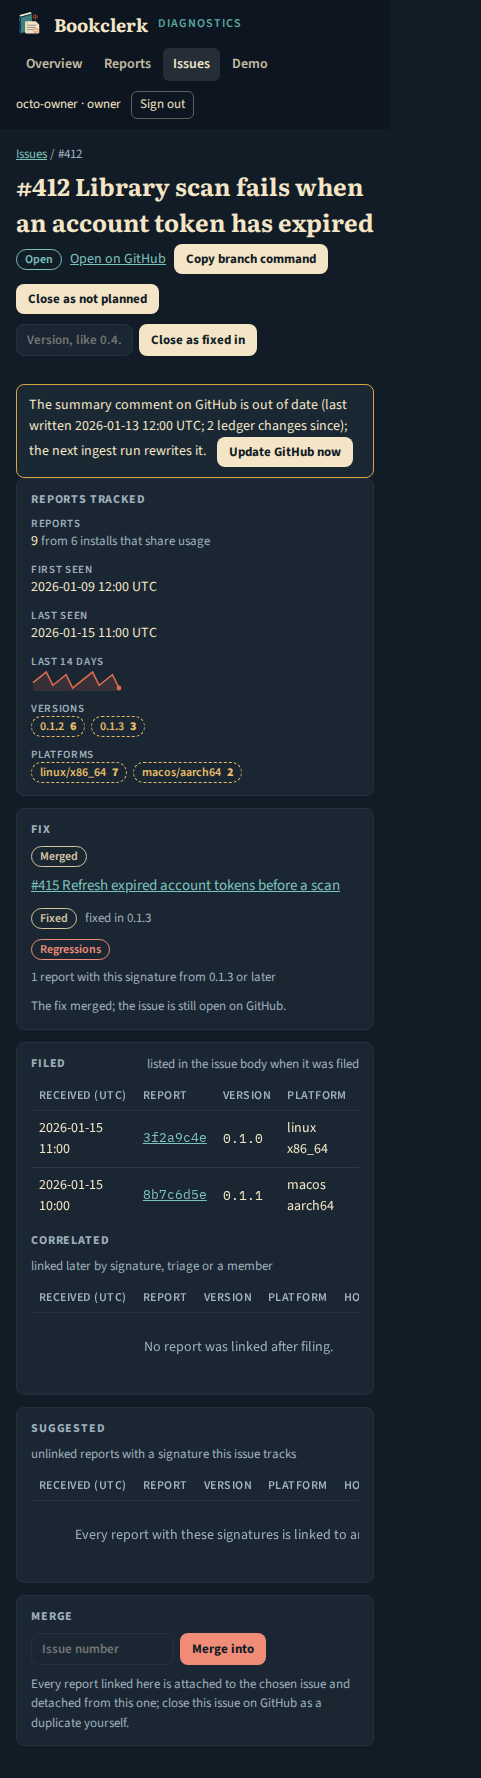 Bookclerk DIAGNOSTICS
Overview Reports Issues Demo
octo-owner · owner Sign out
Issues / #412
#412 Library scan fails when
an account token has expired
Open Open on GitHub Copy branch command
Close as not planned
Version, like 0.4. Close as fixed in
The summary comment on GitHub is out of date (last
written 2026-01-13 12:00 UTC; 2 ledger changes since);
the next ingest run rewrites it. Update GitHub now
REPORTS TRACKED
REPORTS
9 from 6 installs that share usage
FIRST SEEN
2026-01-09 12:00 UTC
LAST SEEN
2026-01-15 11:00 UTC
LAST 14 DAYS
VERSIONS
0.1.2 6 0.1.3 3
PLATFORMS
linux/x86_64 7 macos/aarch64 2
FIX
Merged
#415 Refresh expired account tokens before a scan
Fixed fixed in 0.1.3
Regressions
1 report with this signature from 0.1.3 or later
The fix merged; the issue is still open on GitHub.
FILED listed in the issue body when it was filed
RECEIVED (UTC) REPORT VERSION PLATFORM
2026-01-15 11:00 3f2a9c4e 0.1.0 linux x86_64
2026-01-15 10:00 8b7c6d5e 0.1.1 macos aarch64
CORRELATED
linked later by signature, triage or a member
RECEIVED (UTC) REPORT VERSION PLATFORM HO
No report was linked after filing.
SUGGESTED
unlinked reports with a signature this issue tracks
RECEIVED (UTC) REPORT VERSION PLATFORM HO
Every report with these signatures is linked to
MERGE
Issue number Merge into
Every report linked here is attached to the chosen issue and
detached from this one; close this issue on GitHub as a
duplicate yourself.